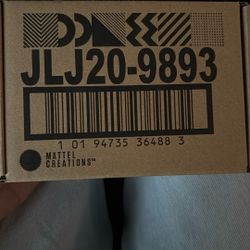 JLJ20-9893
1 01 94735 36488 3
MATTEL
CREATIONS™